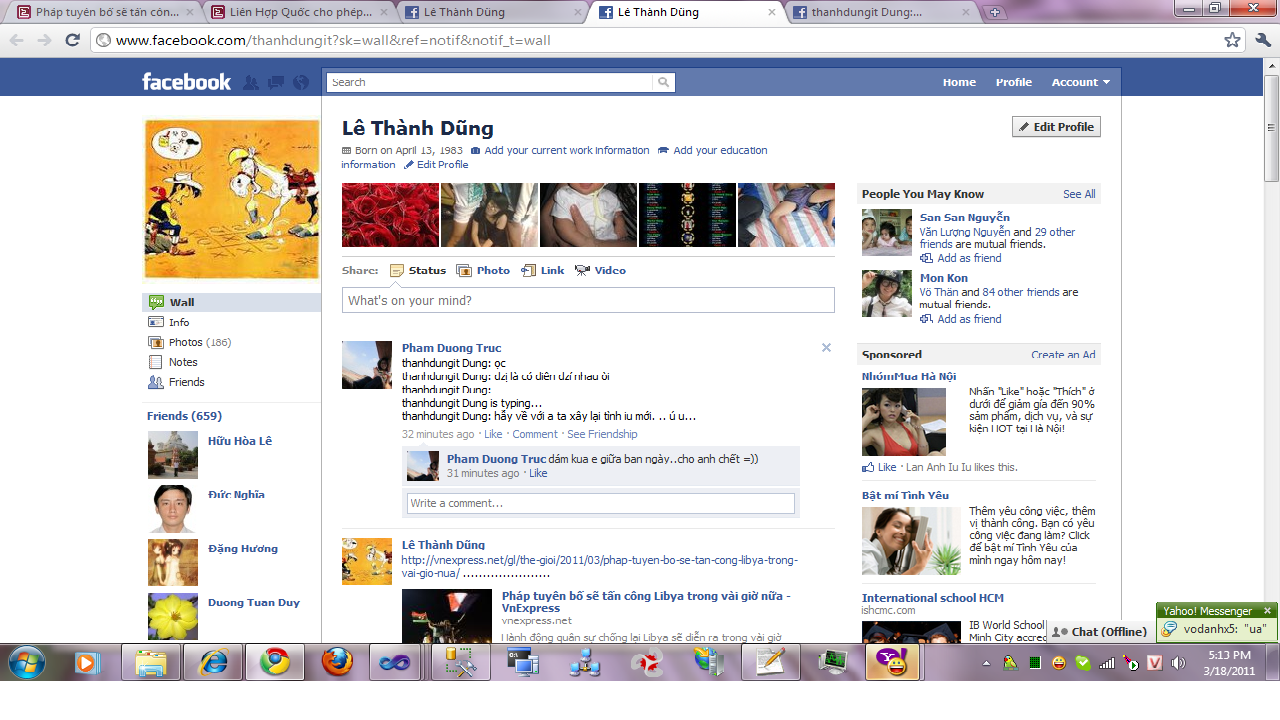 Pháp tuyên bố sẽ tấn côn...
Liên Hợp Quốc cho phép...
Lê Thành Dũng
Lê Thành Dũng
thanhdungit Dung:...
www.facebook.com/thanhdungit?sk=wall&ref=notif&notif_t=wall
facebook
Search
Home
Profile
Account
Lê Thành Dũng
Edit Profile
Born on April 13, 1983 Add your current work information Add your education
information Edit Profile
Share: Status Photo Link Video
What's on your mind?
Wall
Info
Photos (186)
Notes
Friends
Friends (659)
Hữu Hòa Lê
Đức Nghĩa
Đặng Hương
Duong Tuan Duy
Pham Duong Truc
thanhdungit Dung: ọc
thanhdungit Dung: dzị là có diên dzí nhau òi
thanhdungit Dung:
thanhdungit Dung is typing...
thanhdungit Dung: hãy về với a ta xây lại tình iu mới. .. ú u...
32 minutes ago · Like · Comment · See Friendship
Pham Duong Truc dám kua e giữa ban ngày..cho anh chết =))
31 minutes ago · Like
Write a comment...
Lê Thành Dũng
http://vnexpress.net/gl/the-gioi/2011/03/phap-tuyen-bo-se-tan-cong-libya-trong-
vai-gio-nua/ ......................
Pháp tuyên bố sẽ tấn công Libya trong vài giờ nữa -
VnExpress
vnexpress.net
Hành động quân sự chống lại Libya sẽ diễn ra trong vài giờ
People You May Know
See All
San San Nguyễn
Văn Lượng Nguyễn and 29 other
friends are mutual friends.
Add as friend
Mon Kon
Võ Thân and 84 other friends are
mutual friends.
Add as friend
Sponsored
Create an Ad
NhómMua Hà Nội
Nhấn "Like" hoặc "Thích" ở
dưới để giảm gía đến 90%
sảm phẩm, dịch vụ, và sự
kiện HOT tại Hà Nội!
Like · Lan Anh Iu Iu likes this.
Bật mí Tình Yêu
Thêm yêu công việc, thêm
vị thành công. Bạn có yêu
công việc đang làm? Click
để bật mí Tình Yêu của
mình ngay hôm nay!
International school HCM
ishcmc.com
IB World School
Minh City accred
Chat (Offline)
Yahoo! Messenger
vodanhx5: "ua"
5:13 PM
3/18/2011